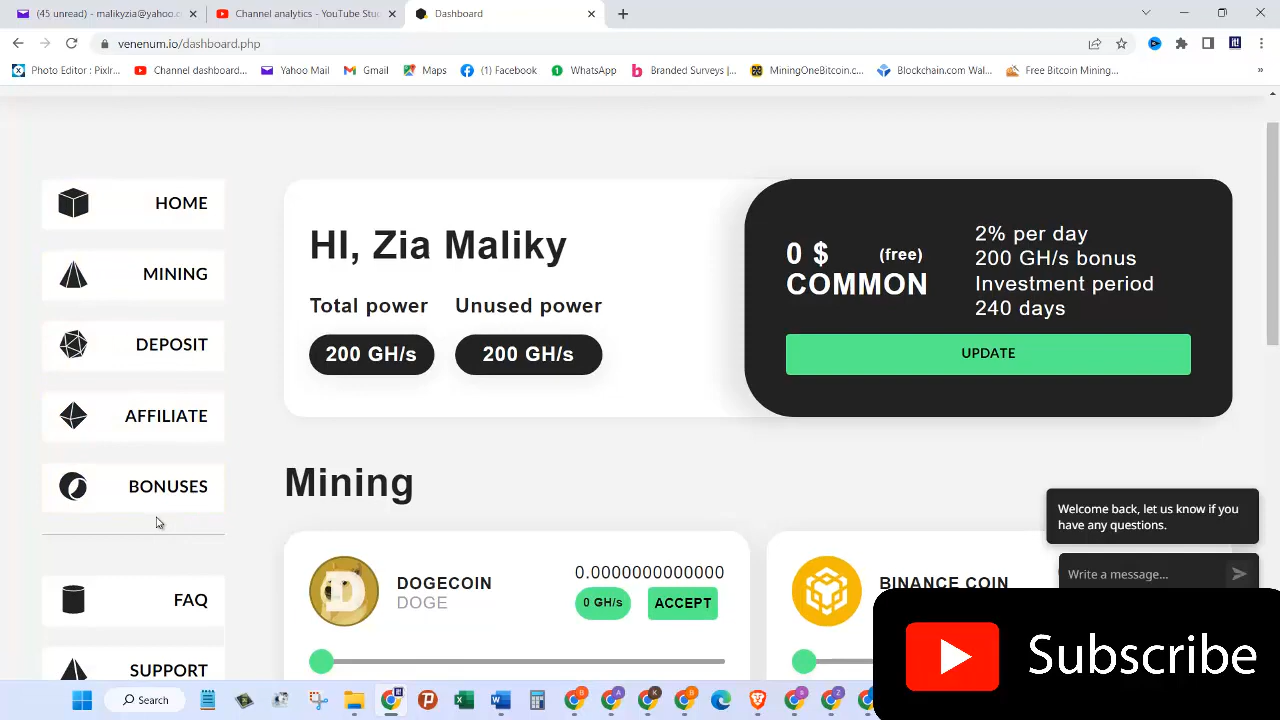 (45 unread) - malikyzia@yahoo.c
Channel analytics - YouTube Stud
Dashboard
venenum.io/dashboard.php
Photo Editor : Pixlr...
Channel dashboard...
Yahoo Mail
Gmail
Maps
(1) Facebook
WhatsApp
Branded Surveys |...
MiningOneBitcoin.c...
Blockchain.com Wal...
Free Bitcoin Mining...
»
HOME
MINING
DEPOSIT
AFFILIATE
BONUSES
FAQ
SUPPORT
HI, Zia Maliky
Total power
Unused power
200 GH/s
200 GH/s
0 $
(free)
COMMON
2% per day
200 GH/s bonus
Investment period
240 days
UPDATE
Mining
DOGECOIN
DOGE
0.0000000000000
0 GH/s
ACCEPT
BINANCE COIN
Welcome back, let us know if you
have any questions.
Write a message...
Subscribe
Search